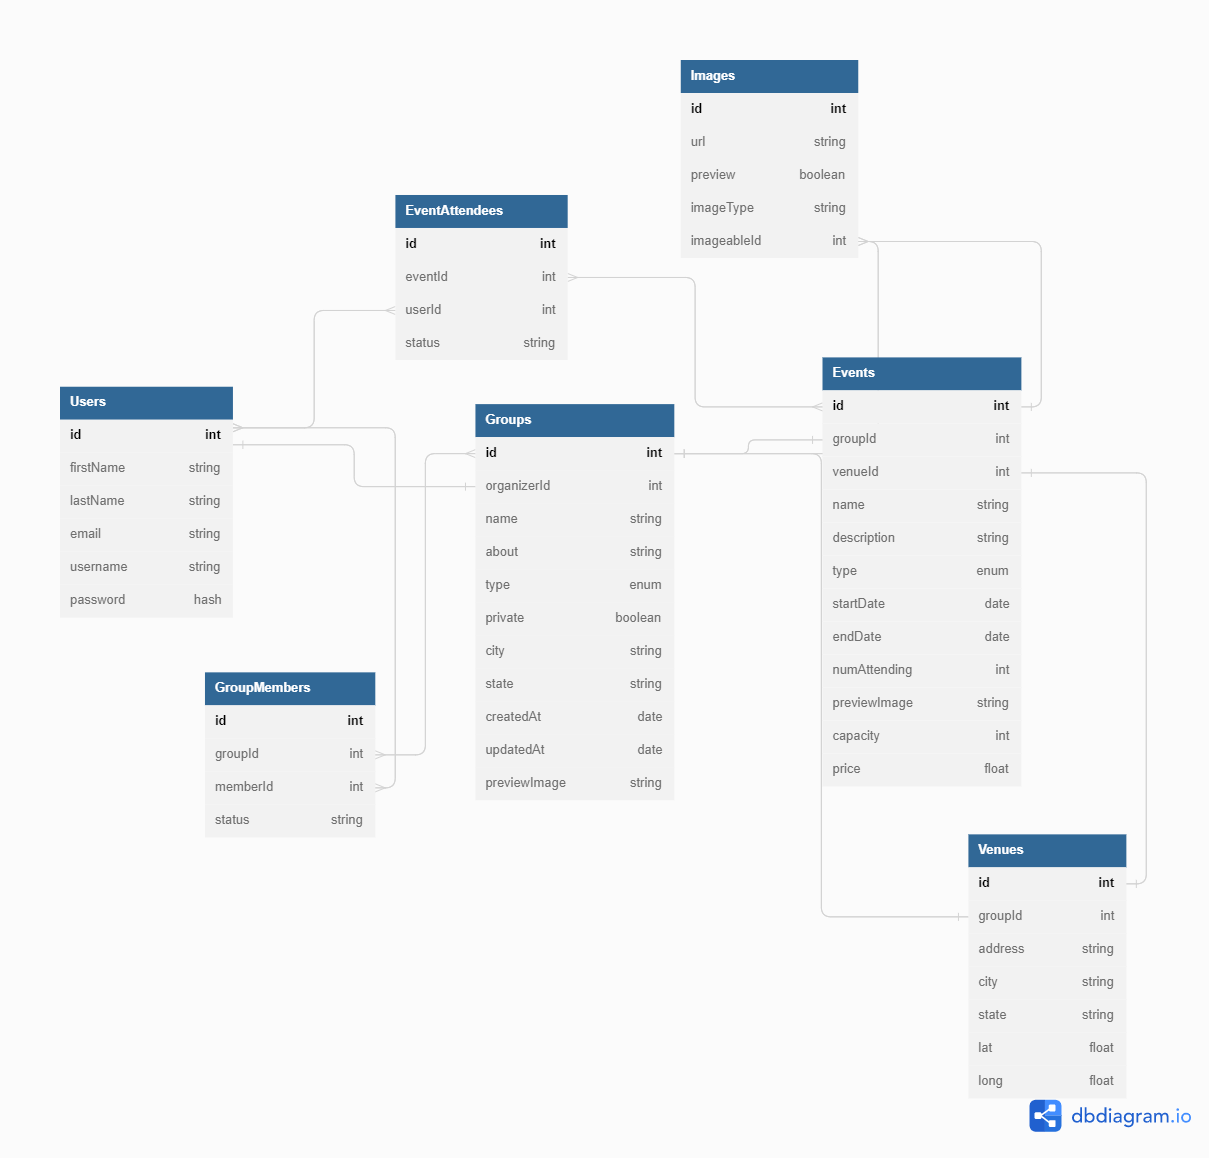 Images
id int
url string
preview boolean
imageType string
imageableId int
EventAttendees
id int
eventId int
userId int
status string
Users
id int
firstName string
lastName string
email string
username string
password hash
Groups
id int
organizerId int
name string
about string
type enum
private boolean
city string
state string
createdAt date
updatedAt date
previewImage string
Events
id int
groupId int
venueId int
name string
description string
type enum
startDate date
endDate date
numAttending int
previewImage string
capacity int
price float
GroupMembers
id int
groupId int
memberId int
status string
Venues
id int
groupId int
address string
city string
state string
lat float
long float
dbdiagram.io